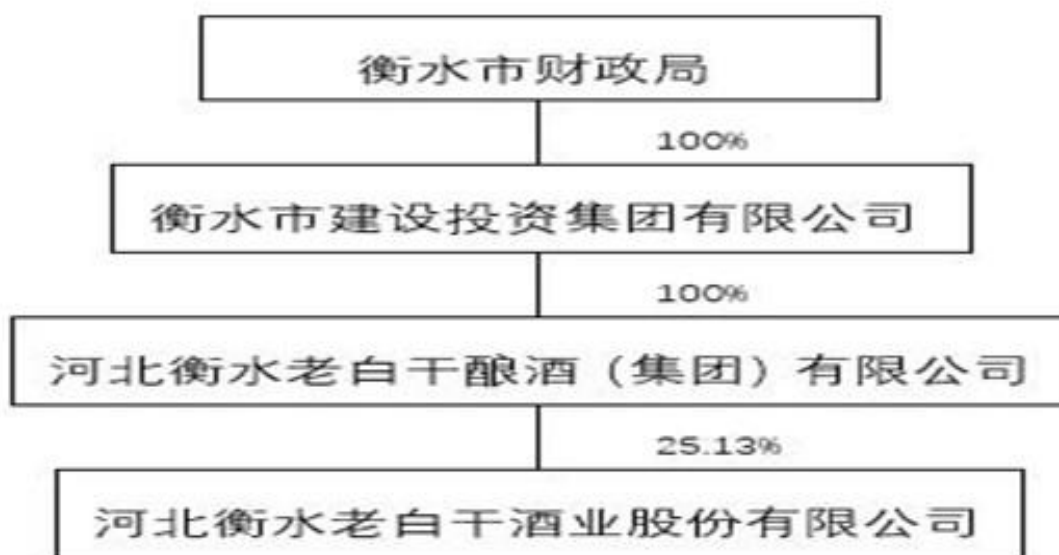 衡水市财政局
100%
衡水市建设投资集团有限公司
100%
河北衡水老白干酿酒（集团）有限公司
25.13%
河北衡水老白干酒业股份有限公司